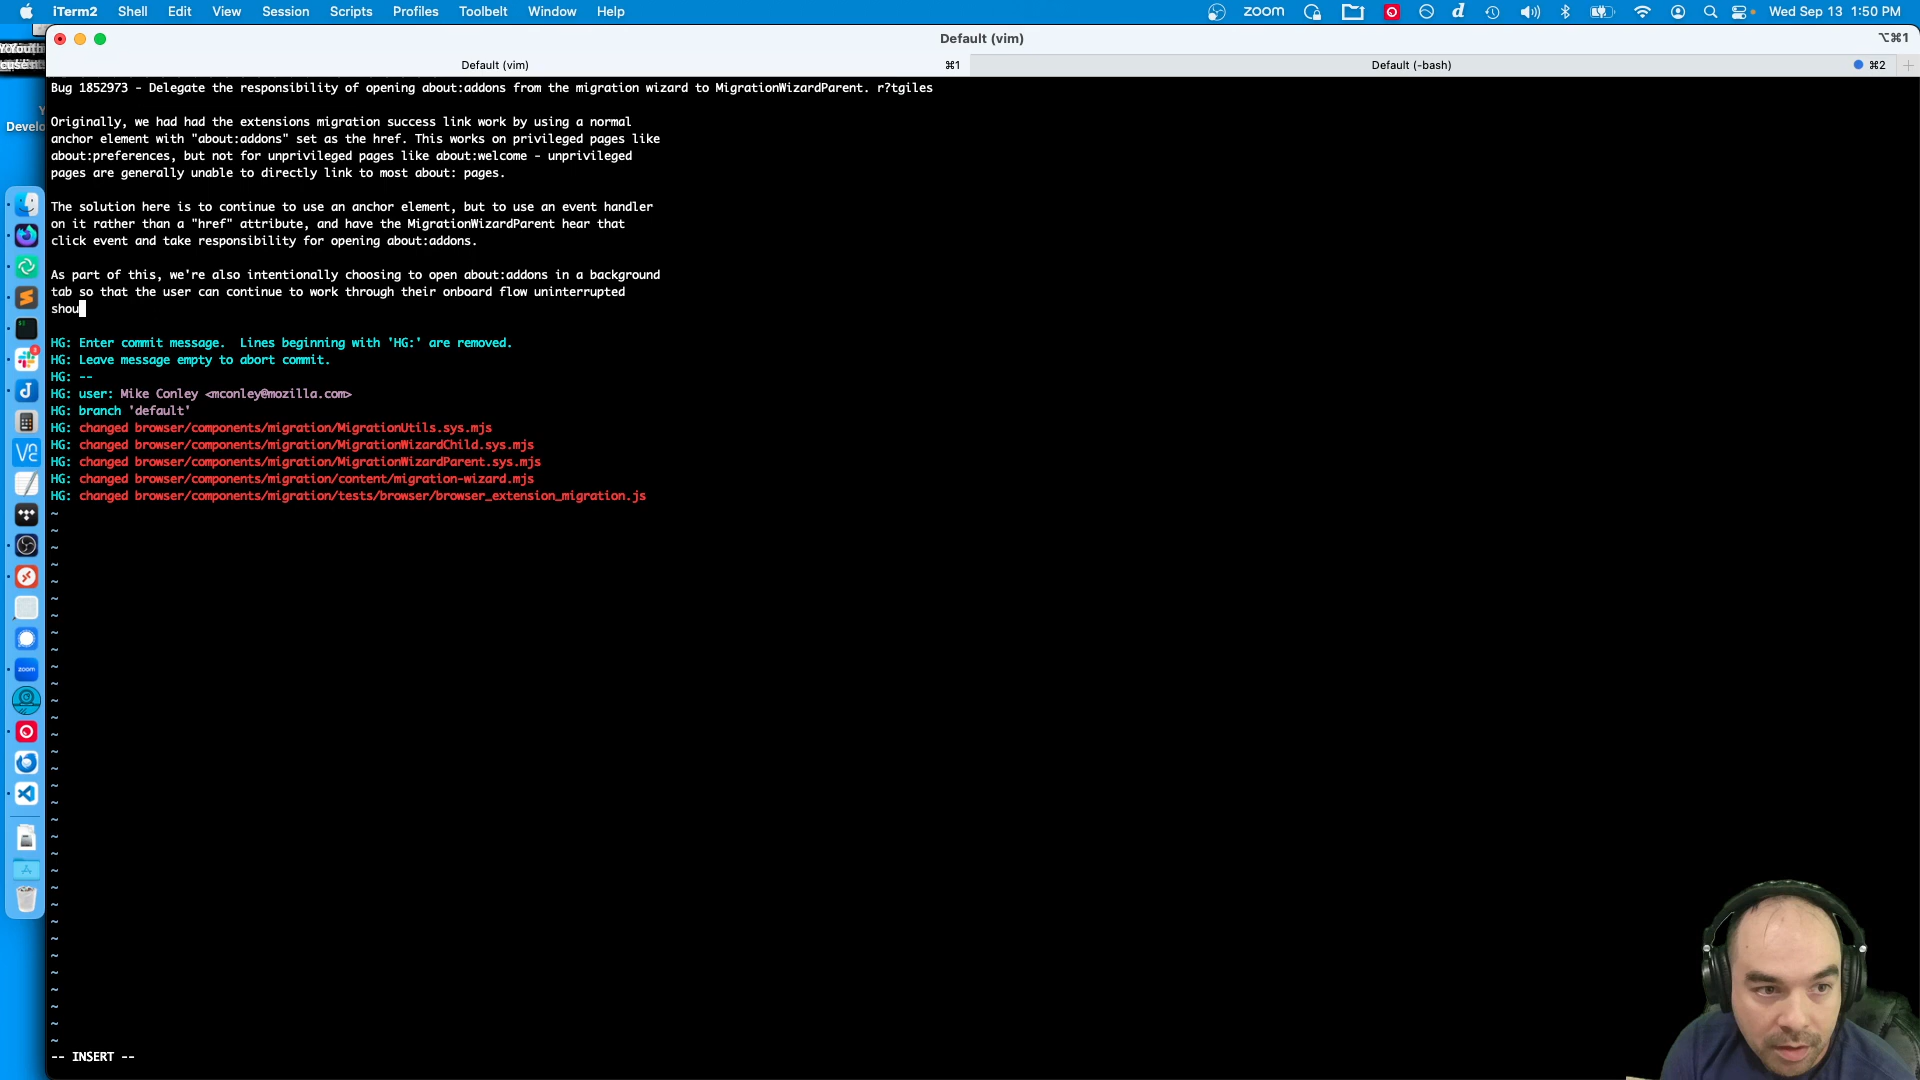 iTerm2 Shell Edit View Session Scripts Profiles Toolbelt Window Help zoom Wed Sep 13 1:50 PM
Default (vim) ⌥⌘1
Default (vim) ⌘1 Default (-bash) ⌘2
Develo
Bug 1852973 - Delegate the responsibility of opening about:addons from the migration wizard to MigrationWizardParent. r?tgiles
Originally, we had had the extensions migration success link work by using a normal
anchor element with "about:addons" set as the href. This works on privileged pages like
about:preferences, but not for unprivileged pages like about:welcome - unprivileged
pages are generally unable to directly link to most about: pages.
The solution here is to continue to use an anchor element, but to use an event handler
on it rather than a "href" attribute, and have the MigrationWizardParent hear that
click event and take responsibility for opening about:addons.
As part of this, we're also intentionally choosing to open about:addons in a background
tab so that the user can continue to work through their onboard flow uninterrupted
shou
HG: Enter commit message.  Lines beginning with 'HG:' are removed.
HG: Leave message empty to abort commit.
HG: --
HG: user: Mike Conley <mconley@mozilla.com>
HG: branch 'default'
HG: changed browser/components/migration/MigrationUtils.sys.mjs
HG: changed browser/components/migration/MigrationWizardChild.sys.mjs
HG: changed browser/components/migration/MigrationWizardParent.sys.mjs
HG: changed browser/components/migration/content/migration-wizard.mjs
HG: changed browser/components/migration/tests/browser/browser_extension_migration.js
zoom
-- INSERT --